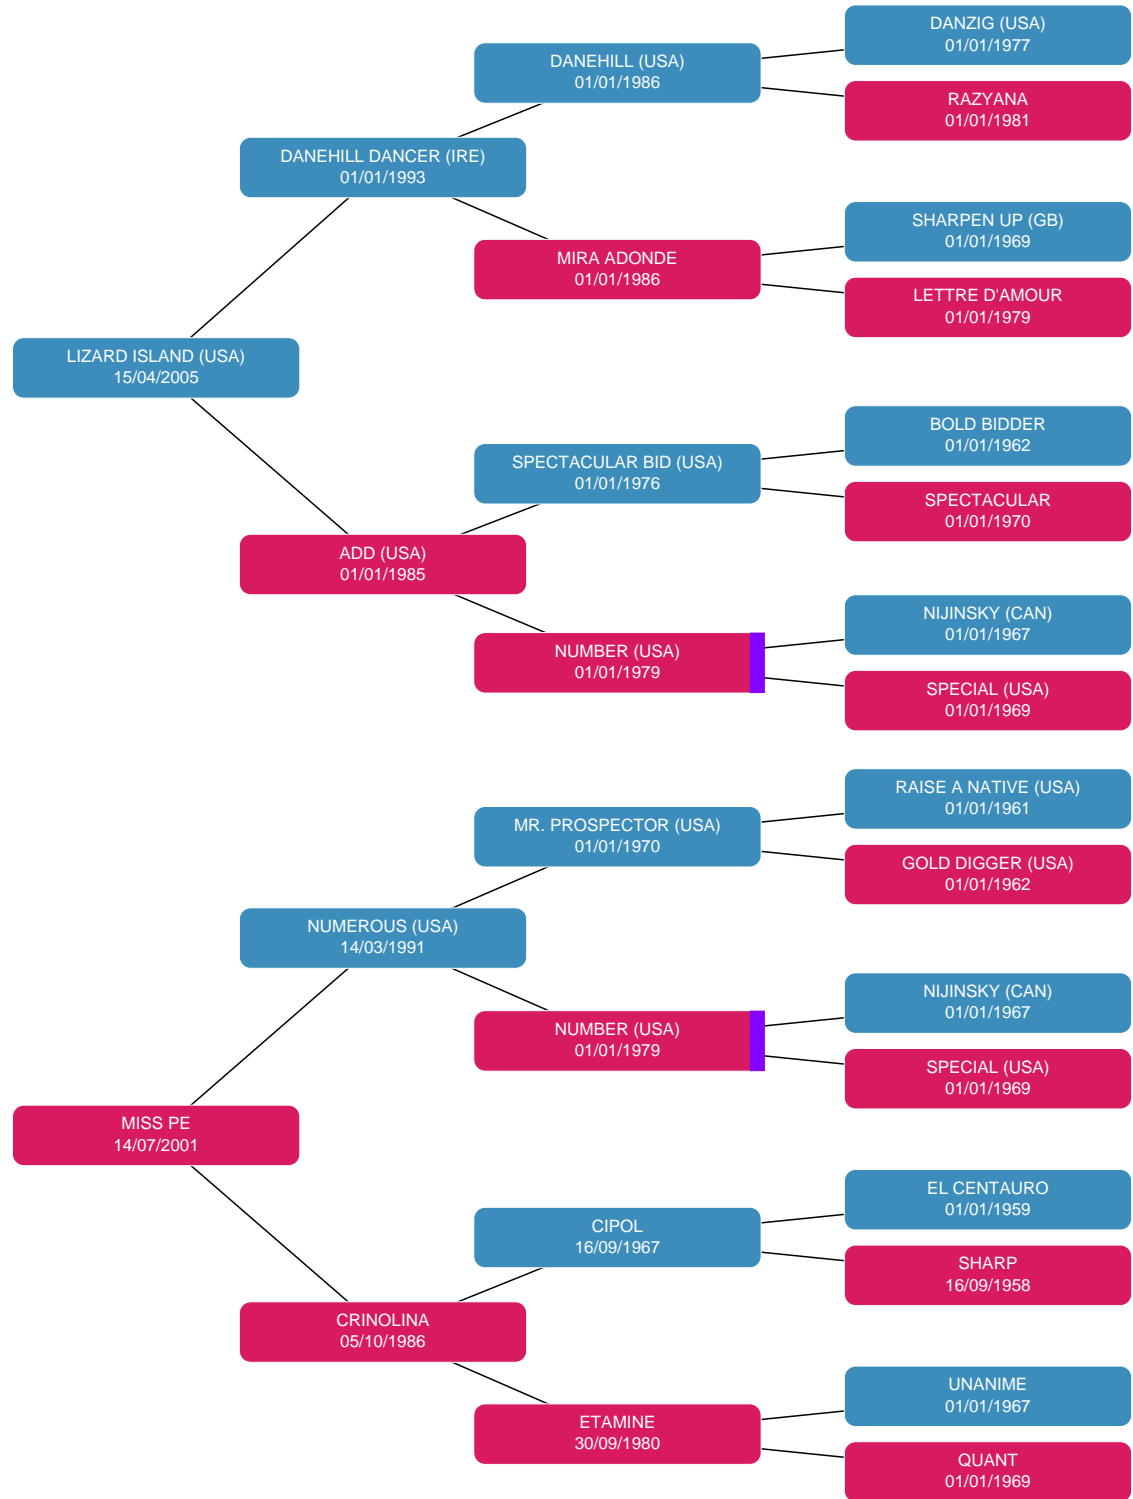 DANZIG (USA)
01/01/1977
DANEHILL (USA)
01/01/1986
RAZYANA
01/01/1981
DANEHILL DANCER (IRE)
01/01/1993
SHARPEN UP (GB)
01/01/1969
MIRA ADONDE
01/01/1986
LETTRE D'AMOUR
01/01/1979
LIZARD ISLAND (USA)
15/04/2005
BOLD BIDDER
01/01/1962
SPECTACULAR BID (USA)
01/01/1976
SPECTACULAR
01/01/1970
ADD (USA)
01/01/1985
NIJINSKY (CAN)
01/01/1967
NUMBER (USA)
01/01/1979
SPECIAL (USA)
01/01/1969
RAISE A NATIVE (USA)
01/01/1961
MR. PROSPECTOR (USA)
01/01/1970
GOLD DIGGER (USA)
01/01/1962
NUMEROUS (USA)
14/03/1991
NIJINSKY (CAN)
01/01/1967
NUMBER (USA)
01/01/1979
SPECIAL (USA)
01/01/1969
MISS PE
14/07/2001
EL CENTAURO
01/01/1959
CIPOL
16/09/1967
SHARP
16/09/1958
CRINOLINA
05/10/1986
UNANIME
01/01/1967
ETAMINE
30/09/1980
QUANT
01/01/1969